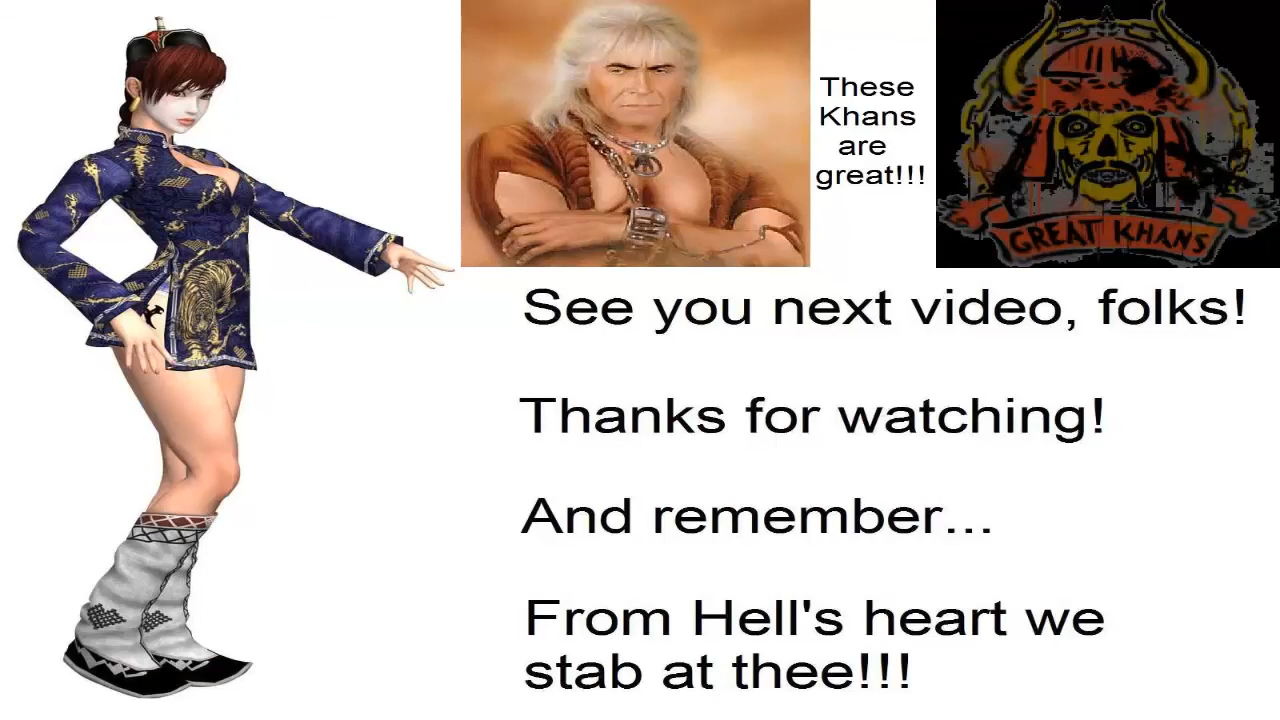 These
Khans
are
great!!!
GREAT KHANS
See you next video, folks!
Thanks for watching!
And remember...
From Hell's heart we
stab at thee!!!